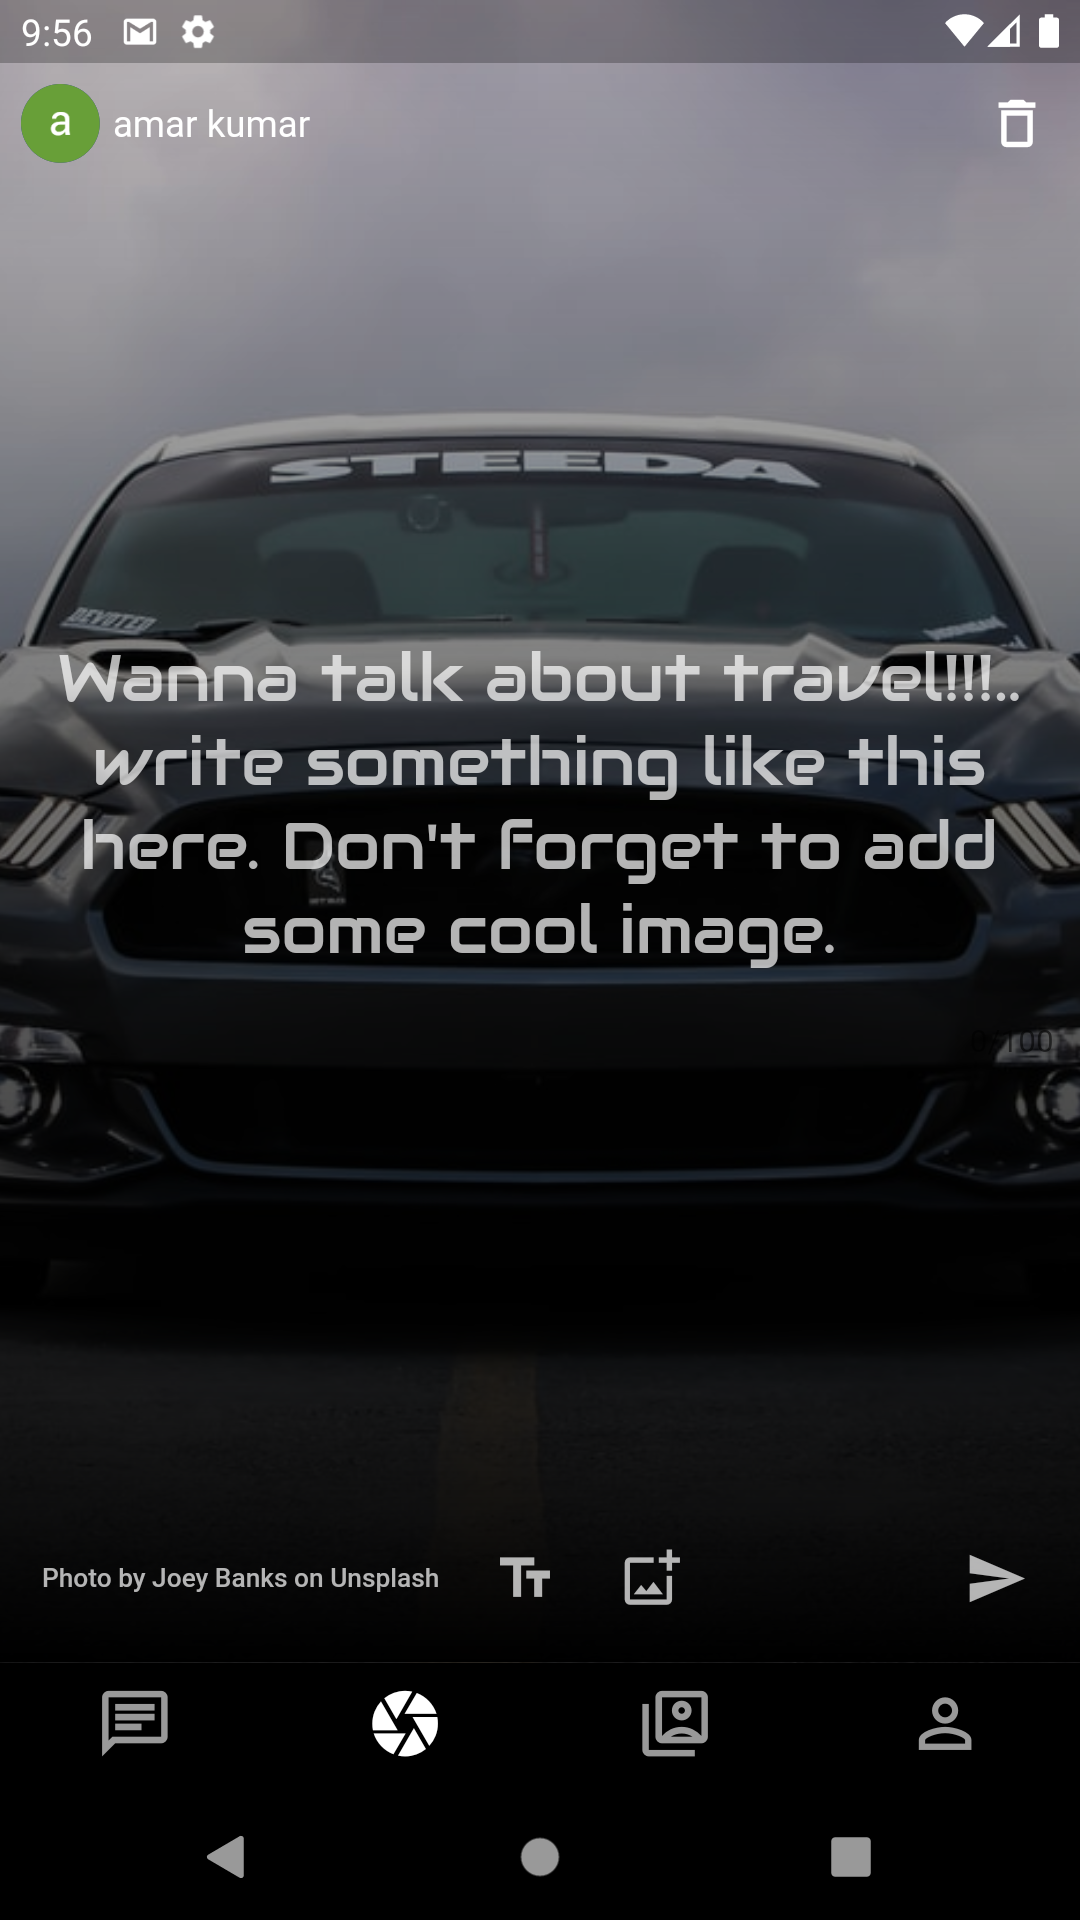 9:56
a amar kumar
STEEDA
DEVOTED
Wanna talk about travel!!!..
write something like this
here. Don't forget to add
some cool image.
0/100
Photo by Joey Banks on Unsplash